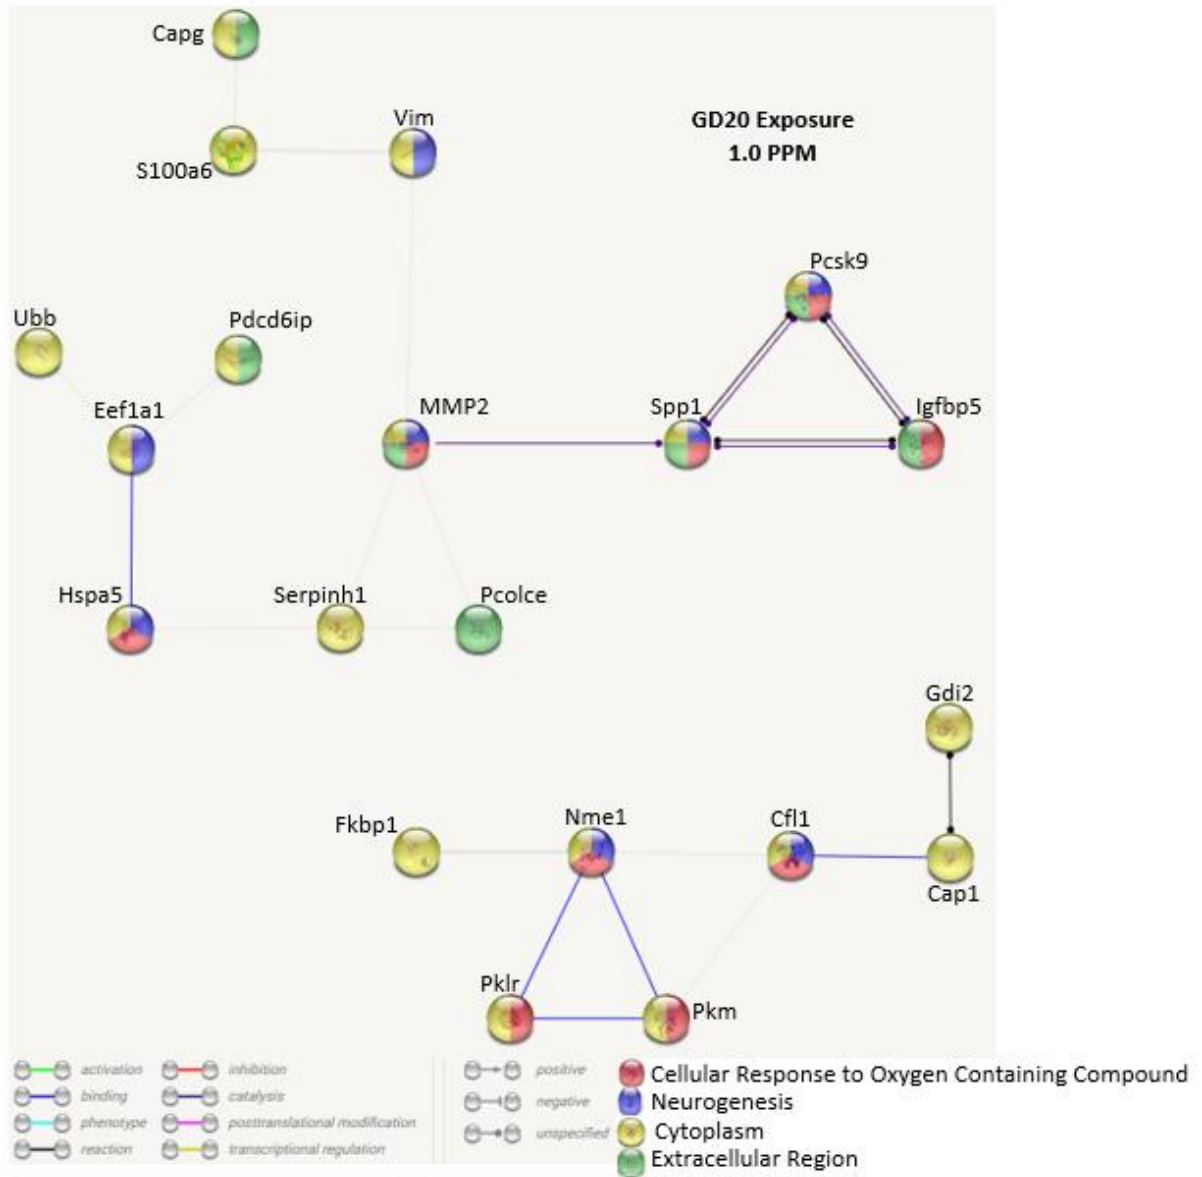 Capg
Vim
GD20 Exposure
1.0 PPM
S100a6
Pcsk9
Ubb
Pdcd6ip
Eef1a1
MMP2
Spp1
Igfbp5
Hspa5
Serpinh1
Pcolce
Gdi2
Fkbp1
Nme1
Cfl1
Cap1
Pklr
Pkm
activation
inhibition
positive
Cellular Response to Oxygen Containing Compound
binding
catalysis
negative
Neurogenesis
phenotype
posttranslational modification
unspecified
Cytoplasm
reaction
transcriptional regulation
Extracellular Region